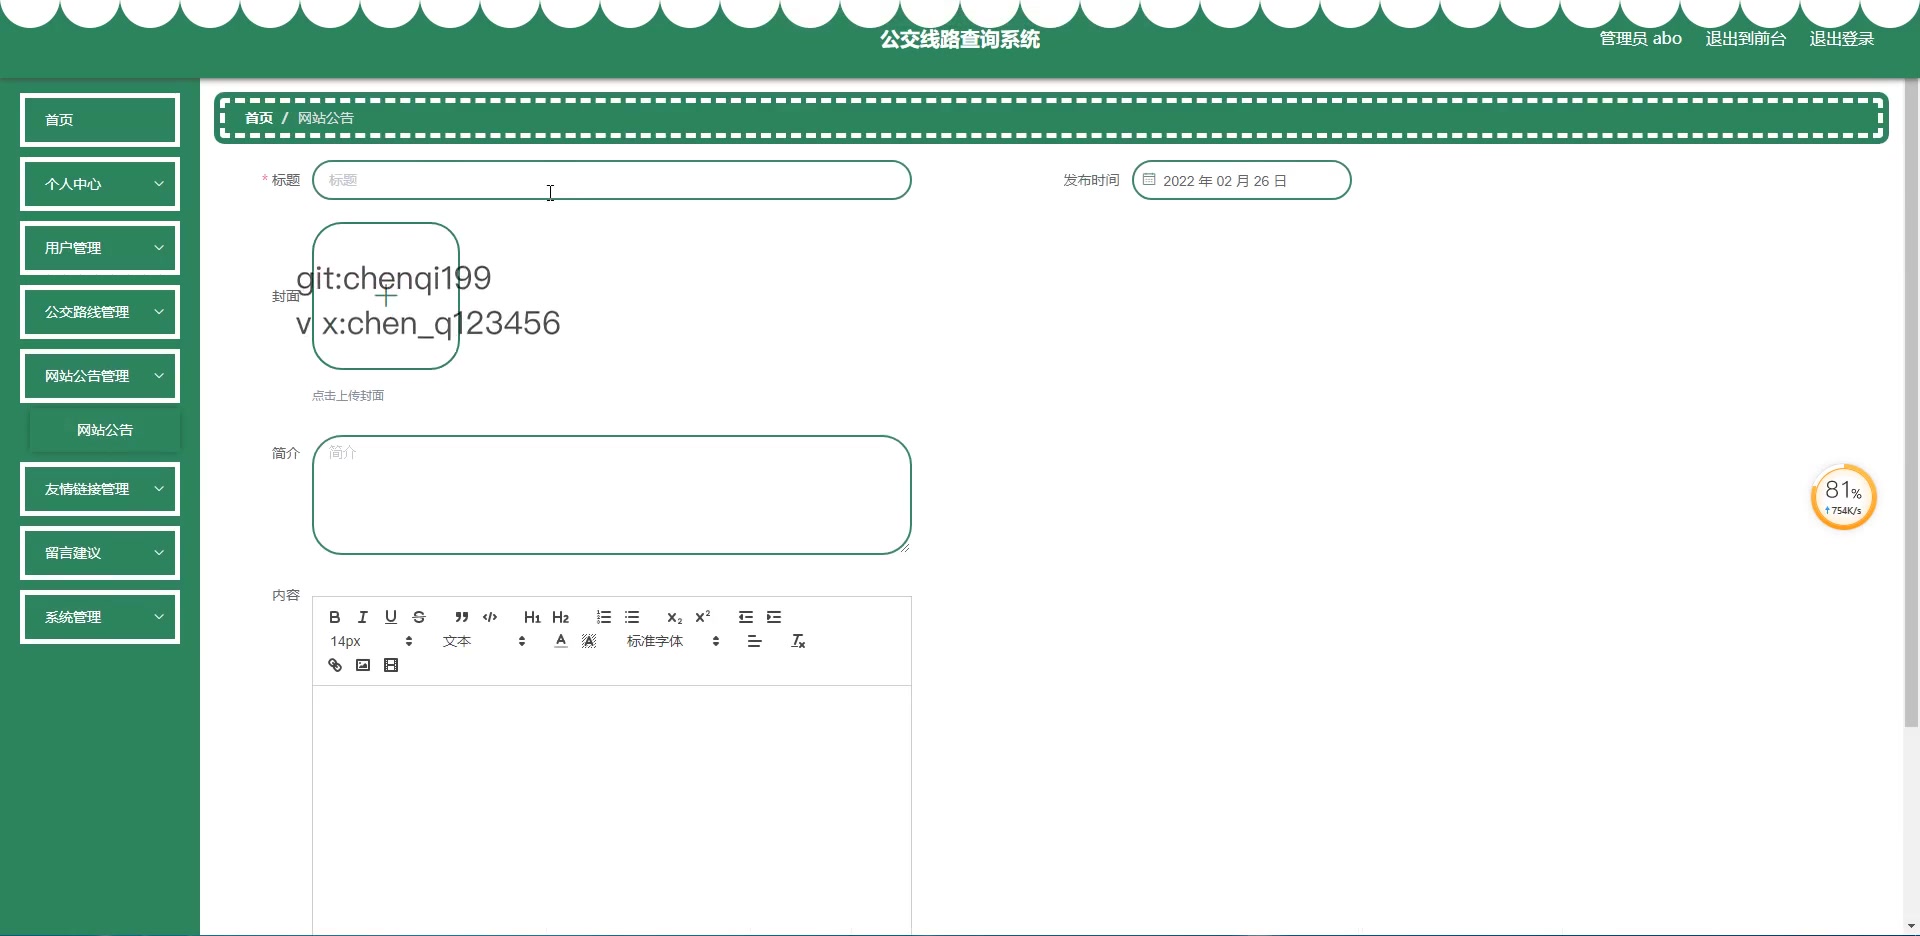 公交线路查询系统
管理员 abo 退出到前台 退出登录
首页
个人中心
用户管理
公交路线管理
网站公告管理
网站公告
友情链接管理
留言建议
系统管理
首页 / 网站公告
* 标题 标题
发布时间 2022 年 02 月 26 日
封面
git:chenqi199
v x:chen_q123456
点击上传封面
简介 简介
内容
B I U S H1 H2 X2 X2
14px 文本 A A 标准字体 Tx
81%
↑754K/s